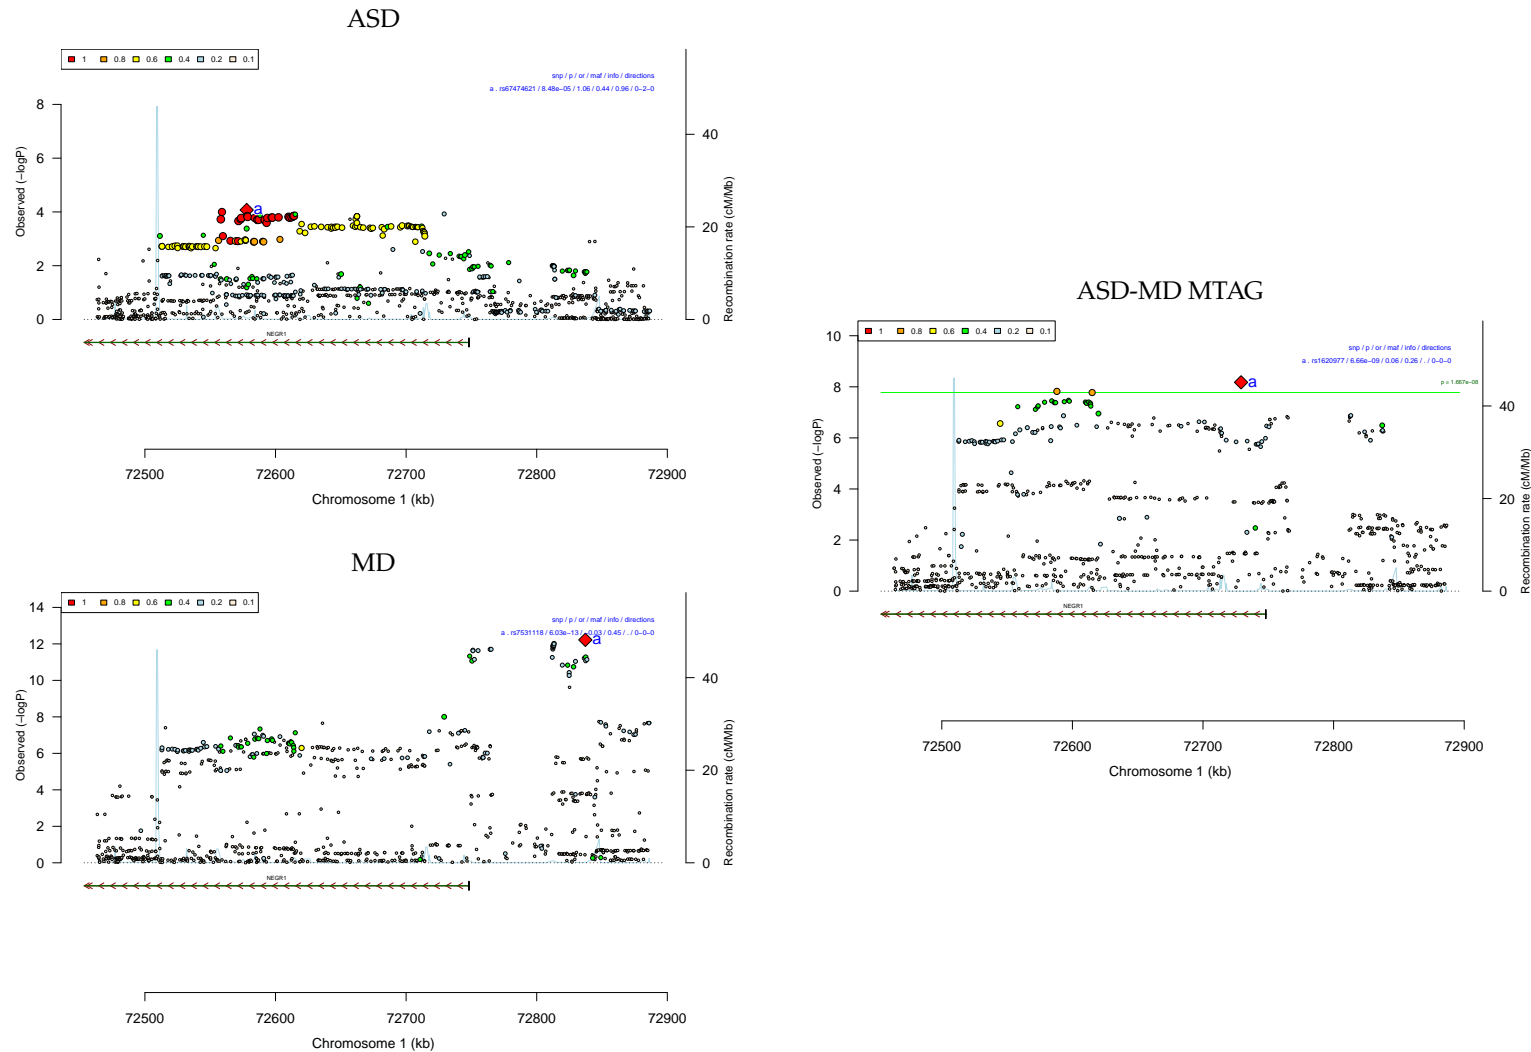 ASD
1 0.8 0.6 0.4 0.2 0.1
snp / p / or / maf / info / directions
a . rs67474621 / 8.48e−05 / 1.06 / 0.44 / 0.96 / 0−2−0
a
Observed (−logP)
0 2 4 6 8
Recombination rate (cM/Mb)
0 20 40
NEGR1
72500 72600 72700 72800 72900
Chromosome 1 (kb)
MD
1 0.8 0.6 0.4 0.2 0.1
snp / p / or / maf / info / directions
a . rs7531118 / 6.03e−13 / −0.03 / 0.45 / . / 0−0−0
a
Observed (−logP)
0 2 4 6 8 10 12 14
Recombination rate (cM/Mb)
0 20 40
NEGR1
72500 72600 72700 72800 72900
Chromosome 1 (kb)
ASD-MD MTAG
1 0.8 0.6 0.4 0.2 0.1
snp / p / or / maf / info / directions
a . rs1620977 / 6.66e−09 / 0.06 / 0.26 / . / 0−0−0
a
p = 1.667e−08
Observed (−logP)
0 2 4 6 8 10
Recombination rate (cM/Mb)
0 20 40
NEGR1
72500 72600 72700 72800 72900
Chromosome 1 (kb)